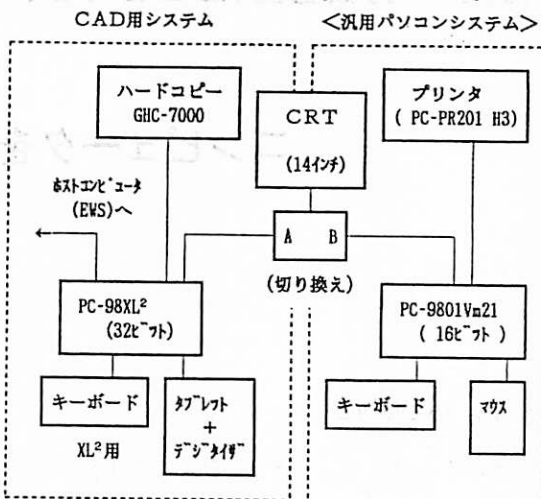 CAD用システム
<汎用パソコンシステム>
ハードコピー
GHC-7000
CRT
(14インチ)
プリンタ
( PC-PR201 H3)
ホストコンピュータ
(EWS)へ
A B
(切り換え)
PC-98XL²
(32ビット)
PC-9801Vm21
( 16ビット )
キーボード
XL²用
タブレット
+
デジタイザ
キーボード
マウス